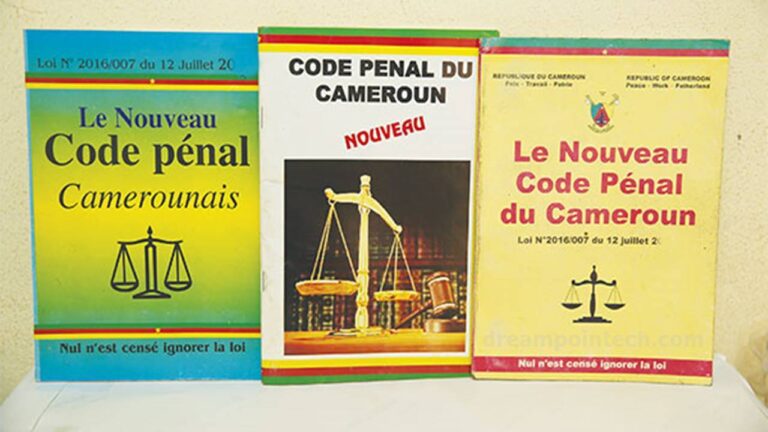 Loi N° 2016/007 du 12 Juillet 20
Le Nouveau
Code pénal
Camerounais
Nul n'est censé ignorer la loi
CODE PENAL DU
CAMEROUN
NOUVEAU
REPUBLIQUE DU CAMEROUN
Paix - Travail - Patrie
REPUBLIC OF CAMEROON
Peace - Work - Fatherland
Le Nouveau
Code Pénal
du Cameroun
Loi N°2016/007 du 12 juillet 20
dreampointech.com
Nul n'est censé ignorer la loi